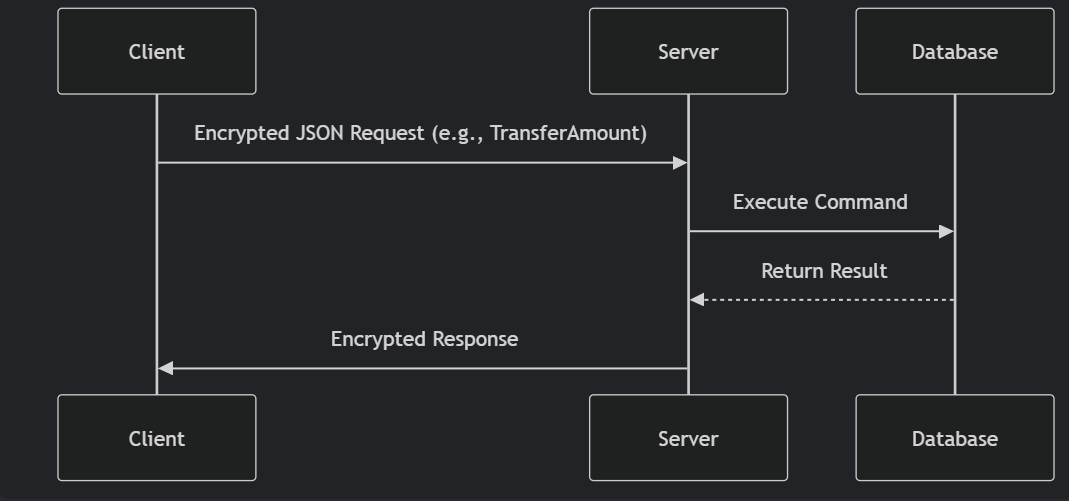 Client
Server
Database
Encrypted JSON Request (e.g., TransferAmount)
Execute Command
Return Result
Encrypted Response
Client
Server
Database